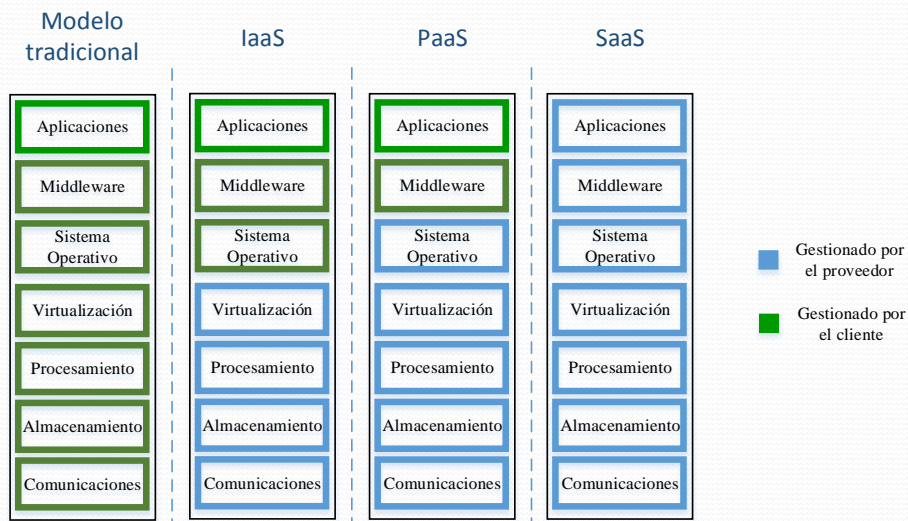 Modelo
tradicional
IaaS
PaaS
SaaS
Aplicaciones
Middleware
Sistema
Operativo
Virtualización
Procesamiento
Almacenamiento
Comunicaciones
Aplicaciones
Middleware
Sistema
Operativo
Virtualización
Procesamiento
Almacenamiento
Comunicaciones
Aplicaciones
Middleware
Sistema
Operativo
Virtualización
Procesamiento
Almacenamiento
Comunicaciones
Aplicaciones
Middleware
Sistema
Operativo
Virtualización
Procesamiento
Almacenamiento
Comunicaciones
Gestionado por
el proveedor
Gestionado por
el cliente